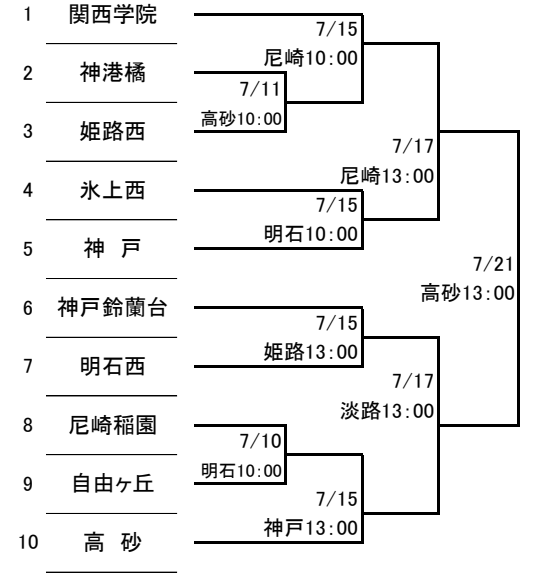 1 関西学院
7/15
尼崎10:00
2 神港橘
7/11
高砂10:00
3 姫路西
7/17
尼崎13:00
4 氷上西
7/15
明石10:00
5 神 戸
7/21
高砂13:00
6 神戸鈴蘭台
7/15
姫路13:00
7 明石西
7/17
淡路13:00
8 尼崎稲園
7/10
明石10:00
9 自由ヶ丘
7/15
神戸13:00
10 高 砂